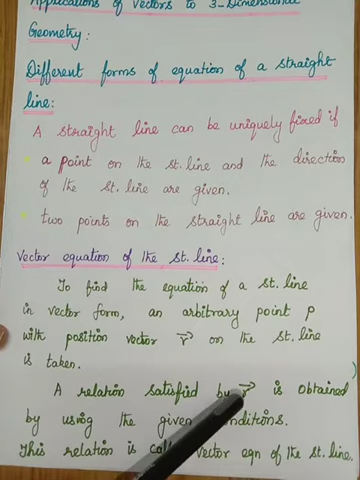 Applications of Vectors to 3-Dimensional
Geometry:
Different forms of equation of a straight
line:
A straight line can be uniquely fixed if
a point on the st. line and the direction
of the st. line are given.
two points on the straight line are given.
Vector equation of the st. line:
To find the equation of a st. line
in vector form, an arbitrary point P
with position vector r⃗ on the st. line
is taken.
A relation satisfied by r⃗ is obtained
by using the given conditions.
This relation is vector eqn of the st. line.